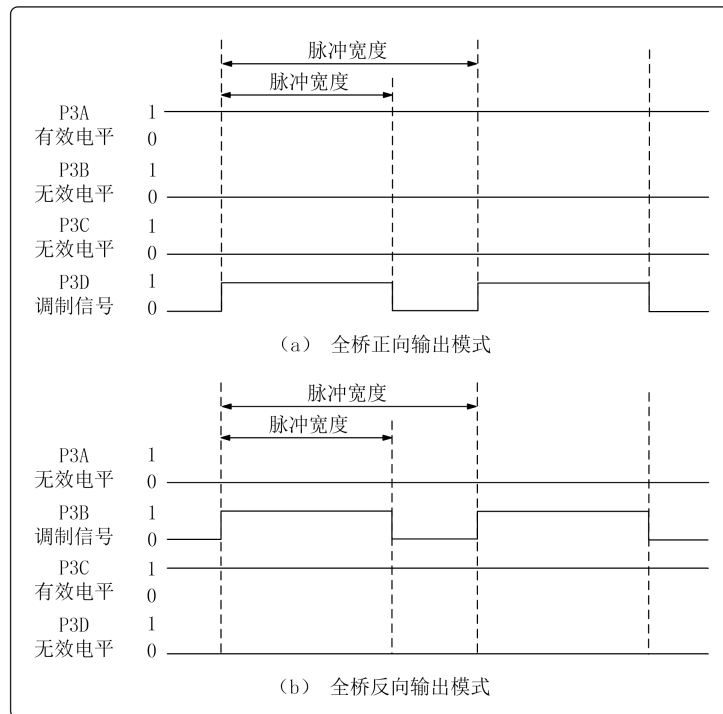 脉冲宽度
脉冲宽度
P3A 1
有效电平 0
P3B 1
无效电平 0
P3C 1
无效电平 0
P3D 1
调制信号 0
（a） 全桥正向输出模式
脉冲宽度
脉冲宽度
P3A 1
无效电平 0
P3B 1
调制信号 0
P3C 1
有效电平 0
P3D 1
无效电平 0
（b） 全桥反向输出模式